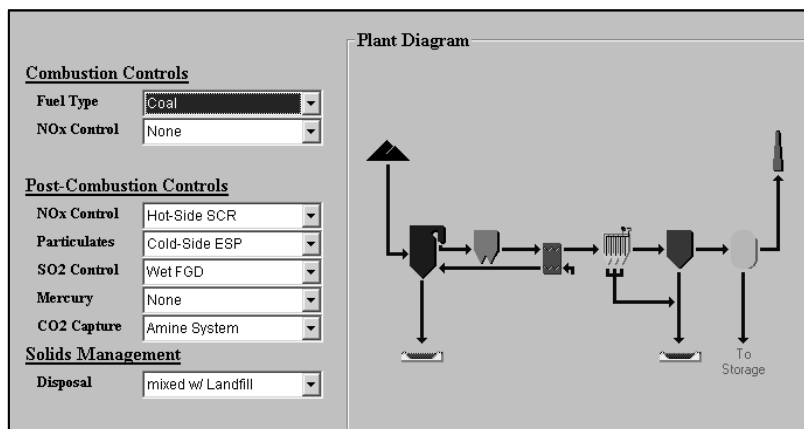 Plant Diagram
Combustion Controls
Fuel Type Coal
NOx Control None
Post-Combustion Controls
NOx Control Hot-Side SCR
Particulates Cold-Side ESP
SO2 Control Wet FGD
Mercury None
CO2 Capture Amine System
Solids Management
Disposal mixed w/ Landfill
To
Storage